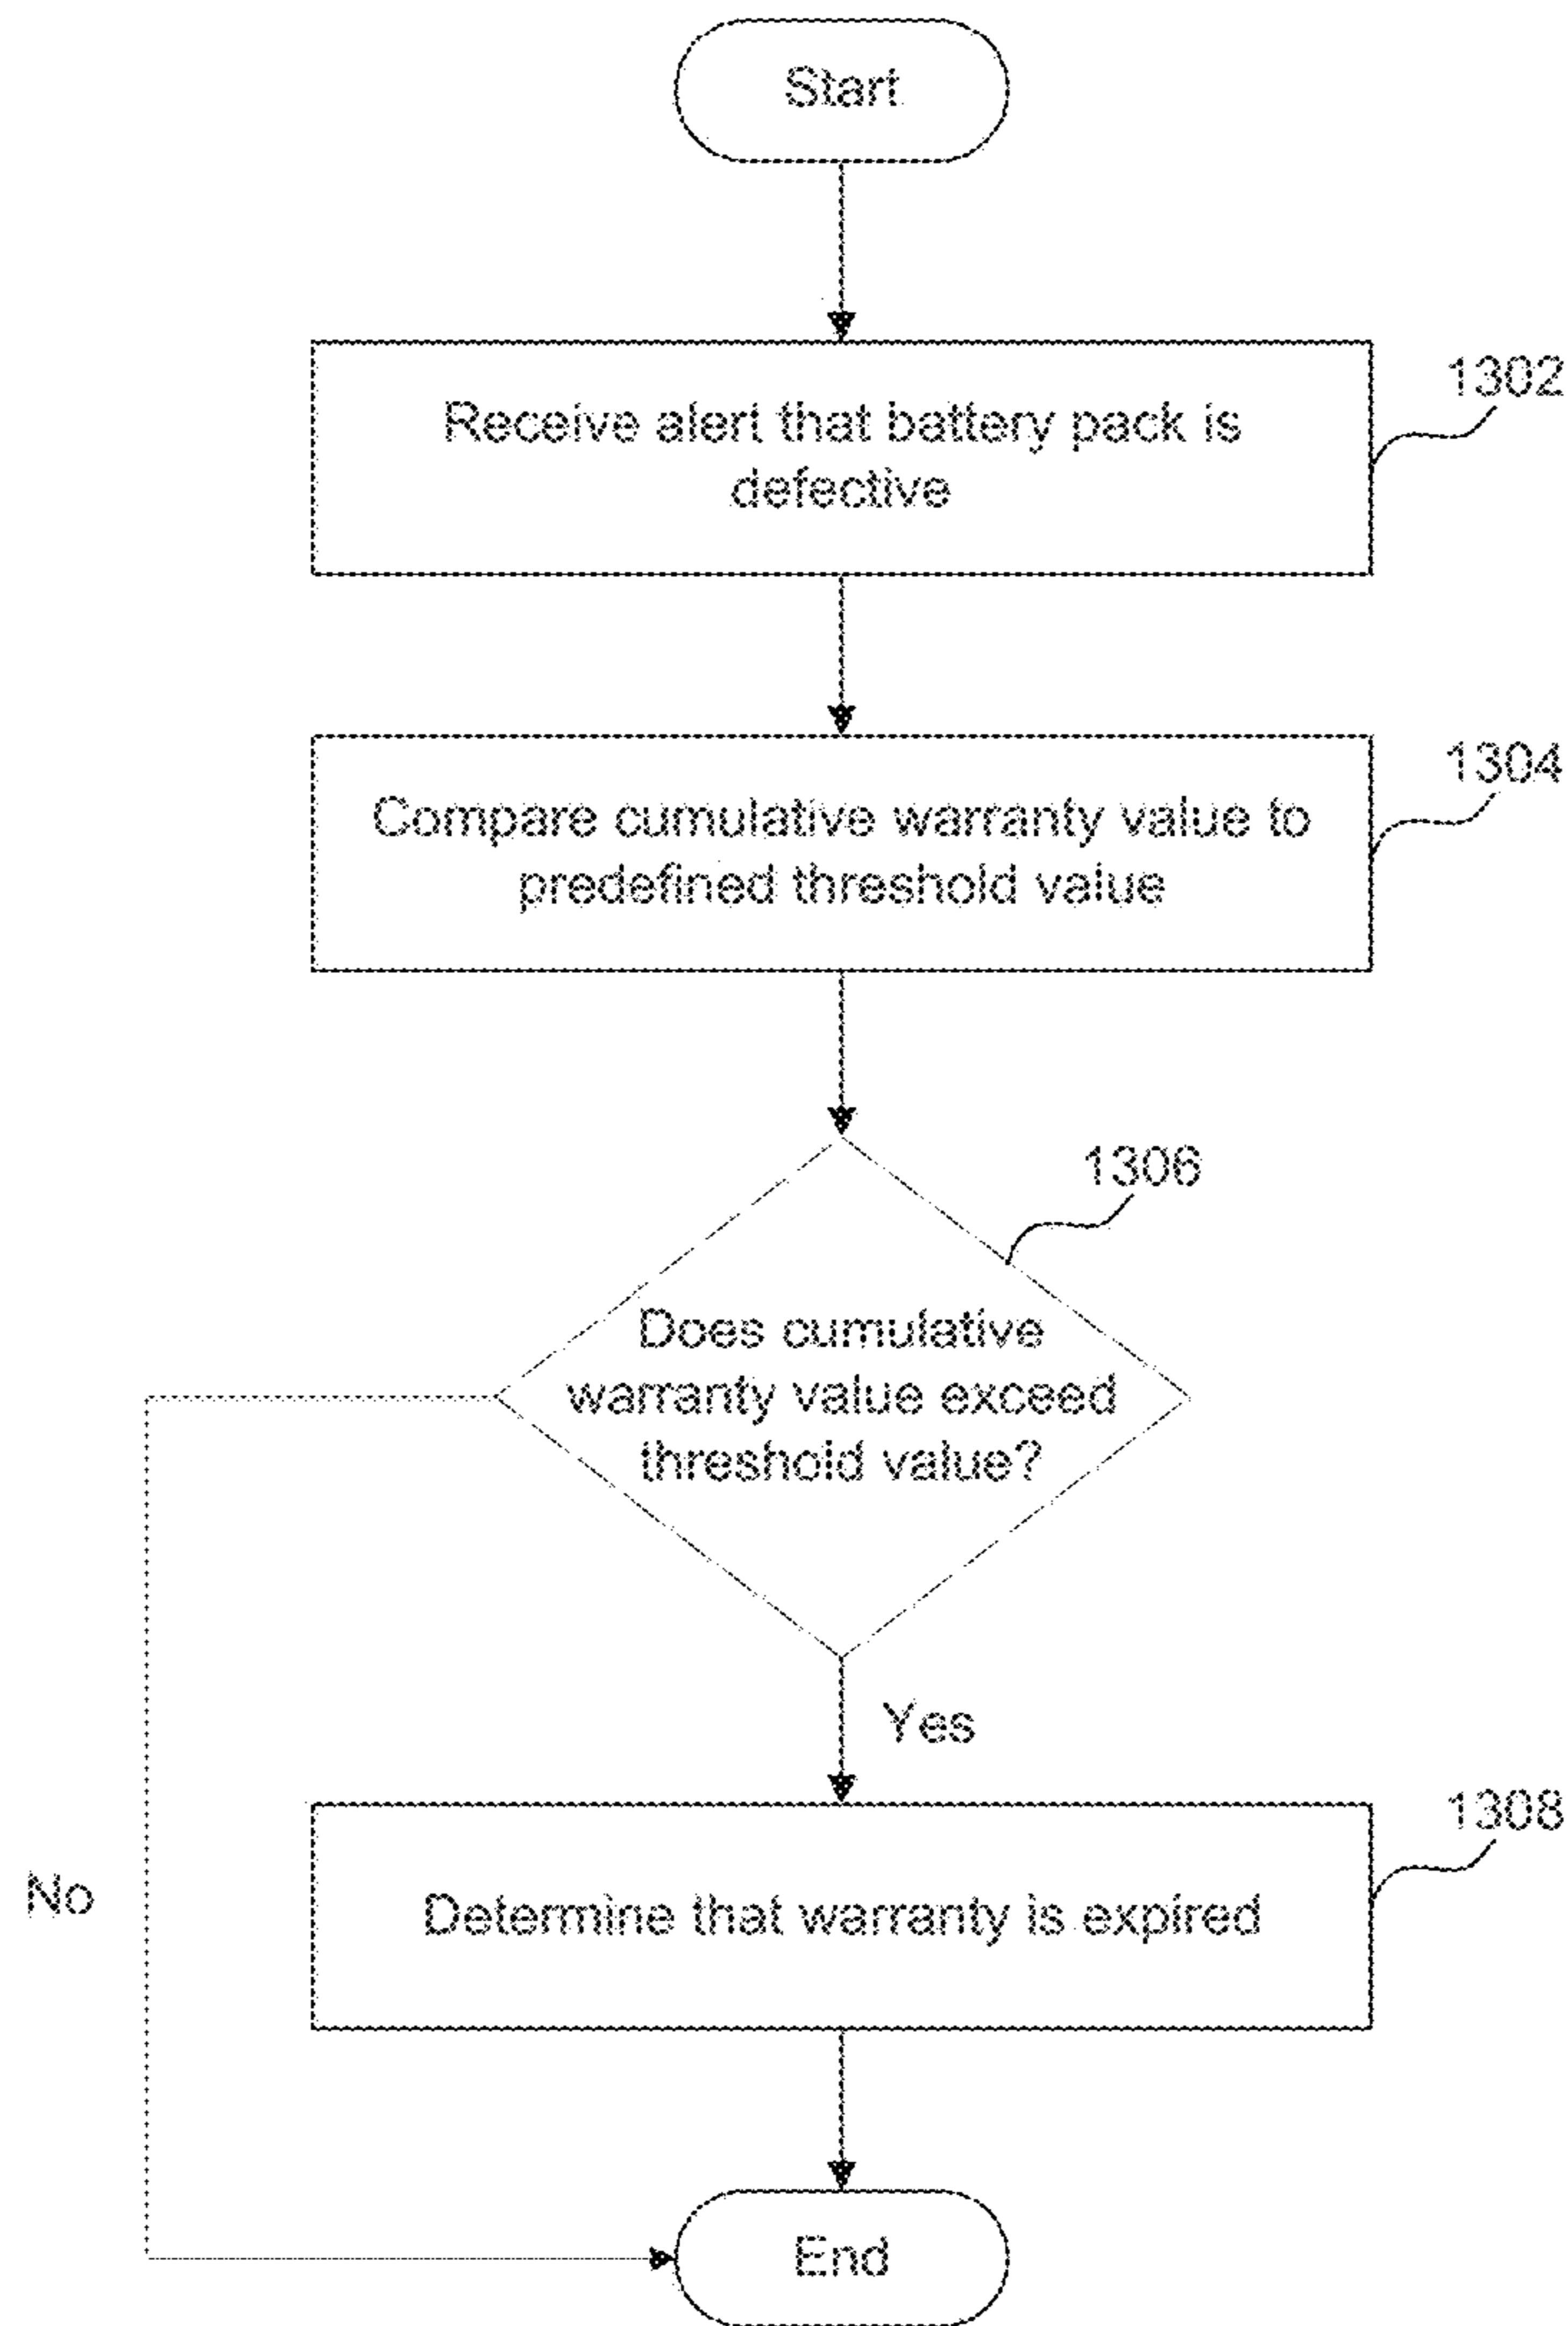 Start
1302
Receive alert that battery pack is
defective
1304
Compare cumulative warranty value to
predefined threshold value
1306
Does cumulative
warranty value exceed
threshold value?
Yes
1308
No
Determine that warranty is expired
End